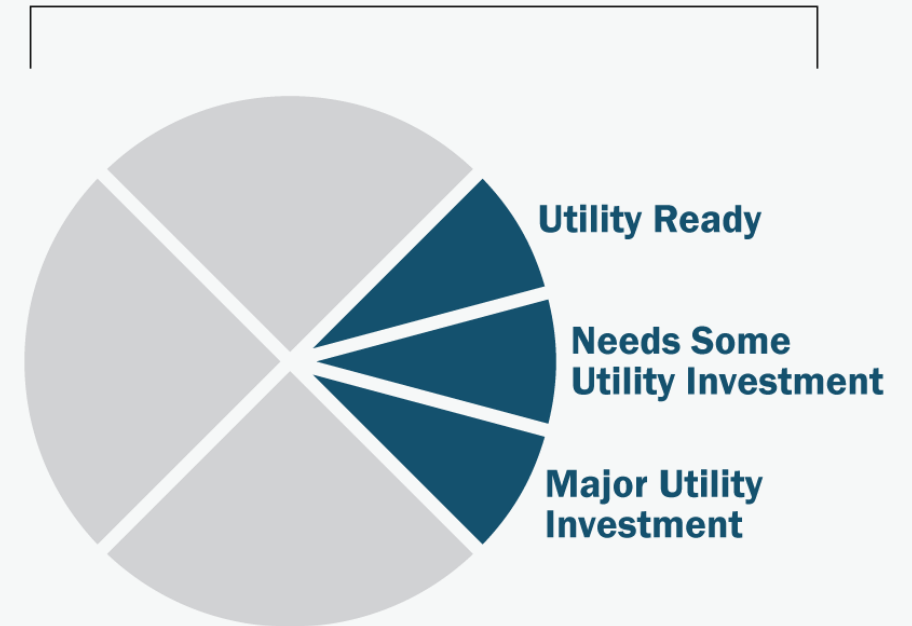 Utility Ready
Needs Some
Utility Investment
Major Utility
Investment